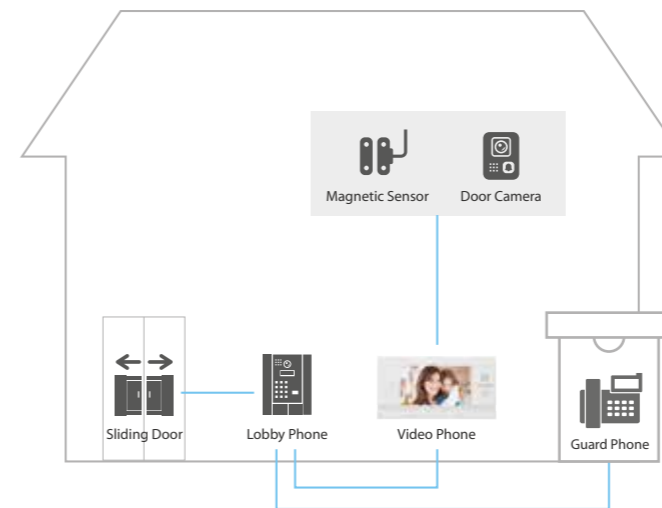 Magnetic Sensor
Door Camera
Sliding Door
Lobby Phone
Video Phone
Guard Phone